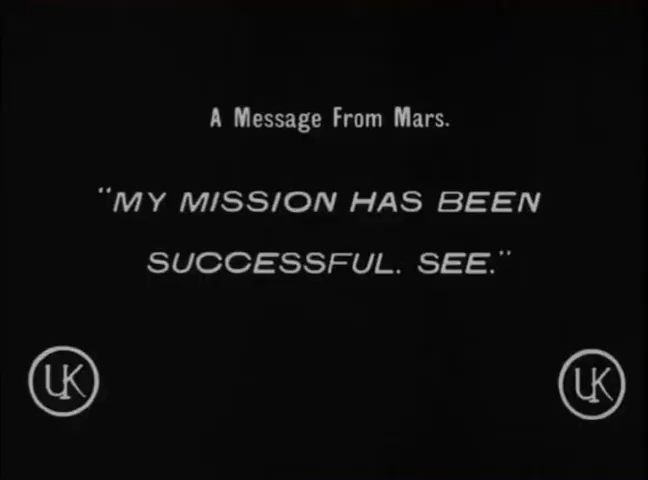 A Message From Mars.
"MY MISSION HAS BEEN
SUCCESSFUL. SEE."
UK UK